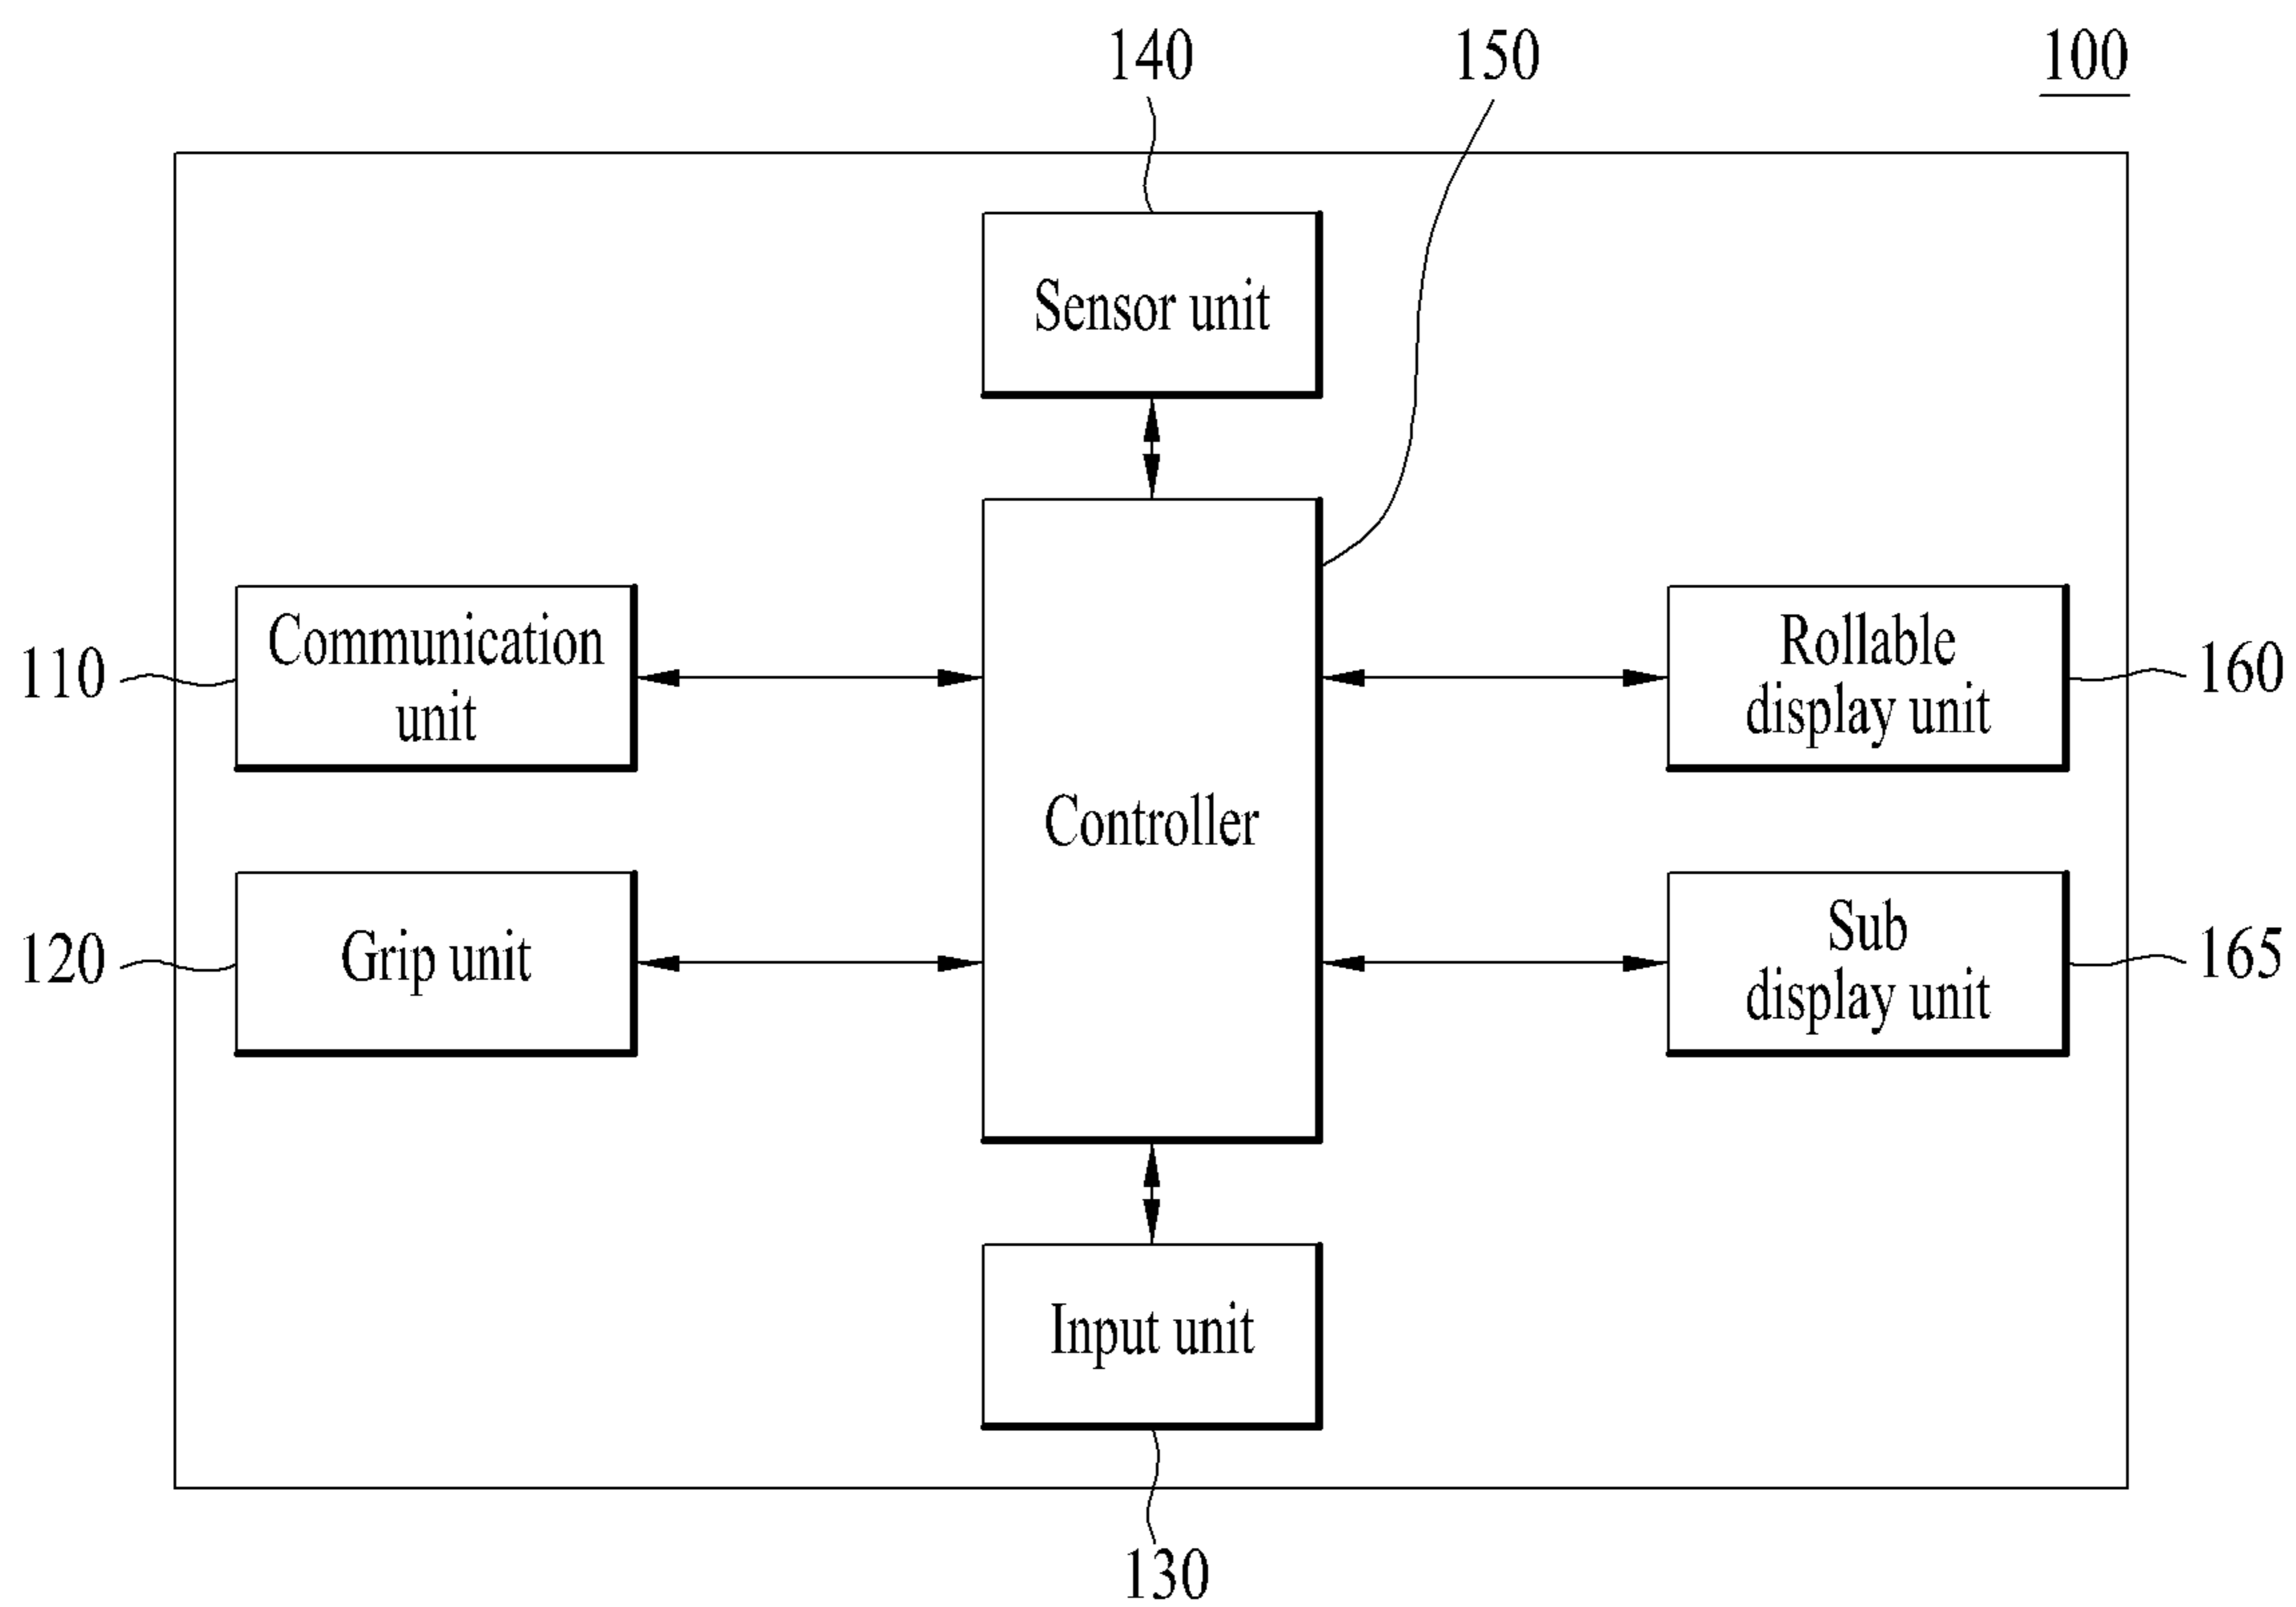 140
150
100
Sensor unit
Communication
unit
110
Rollable
display unit
160
Controller
Grip unit
120
Sub
display unit
165
Input unit
130